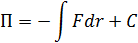 Π = − ∫ Fdr + C